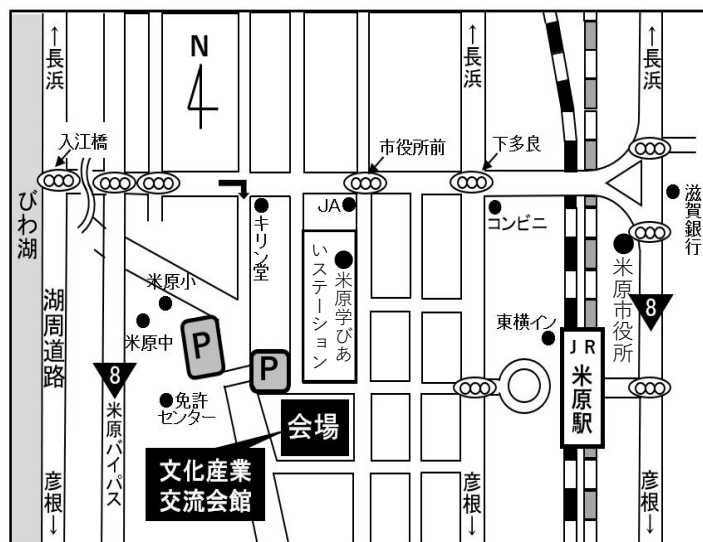 ←長浜
←長浜
←長浜
N
入江橋
市役所前
下多良
びわ湖
JA
キリン堂
コンビニ
滋賀銀行
米原学びあ
いステーション
米原市役所
湖周道路
米原小
米原中
P
P
8
東横イン
8
JR
米原駅
免許
センター
米原バイパス
会場
文化産業
交流会館
彦根→
彦根→
彦根→